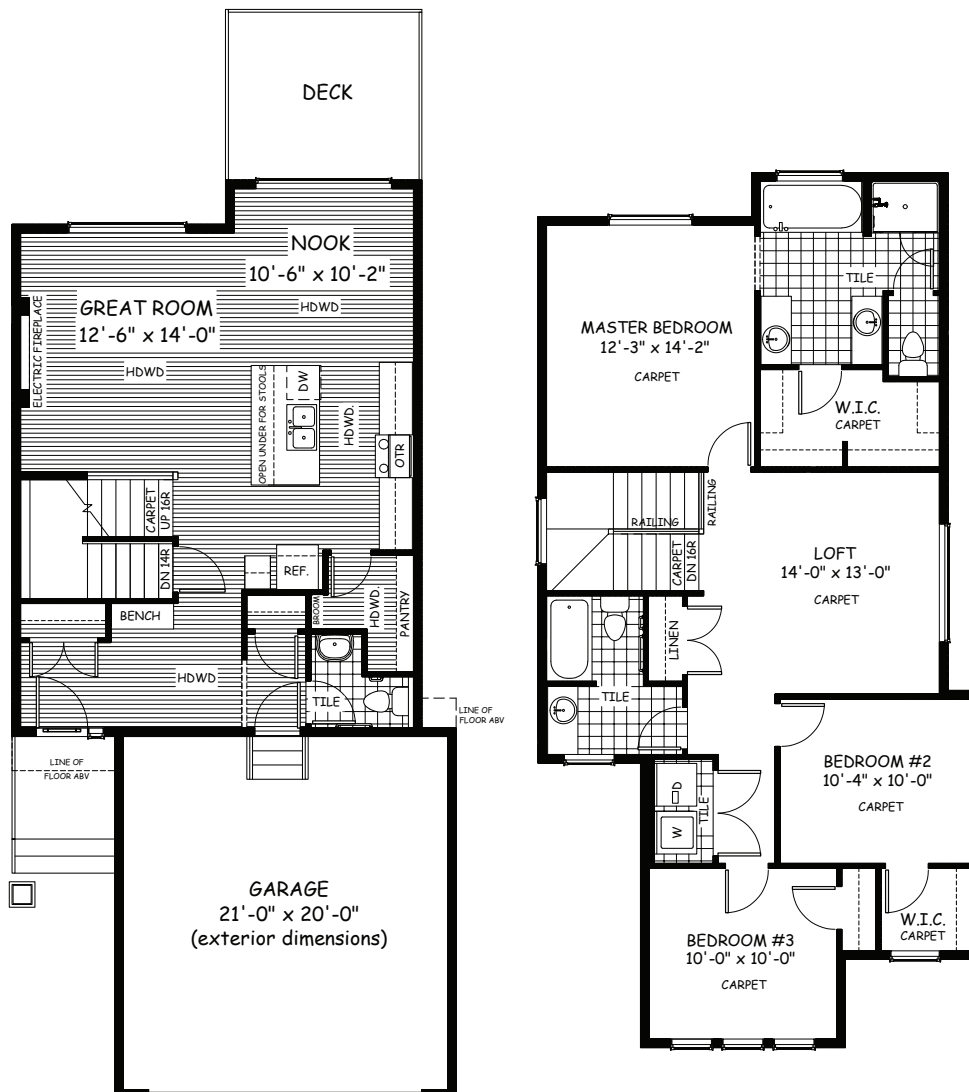 DECK
NOOK
10'-6" x 10'-2"
HDWD
GREAT ROOM
12'-6" x 14'-0"
HDWD
ELECTRIC FIREPLACE
OPEN UNDER FOR STOOLS
DW
HDWD.
OTR
CARPET
UP 16R
DN 14R
REF.
BENCH
BROOM
HDWD.
PANTRY
HDWD
TILE
LINE OF
FLOOR ABV
LINE OF
FLOOR ABV
GARAGE
21'-0" x 20'-0"
(exterior dimensions)
TILE
MASTER BEDROOM
12'-3" x 14'-2"
CARPET
W.I.C.
CARPET
RAILING
RAILING
CARPET
DN 16R
LOFT
14'-0" x 13'-0"
CARPET
LINEN
TILE
BEDROOM #2
10'-4" x 10'-0"
CARPET
D
W
TILE
BEDROOM #3
10'-0" x 10'-0"
CARPET
W.I.C.
CARPET